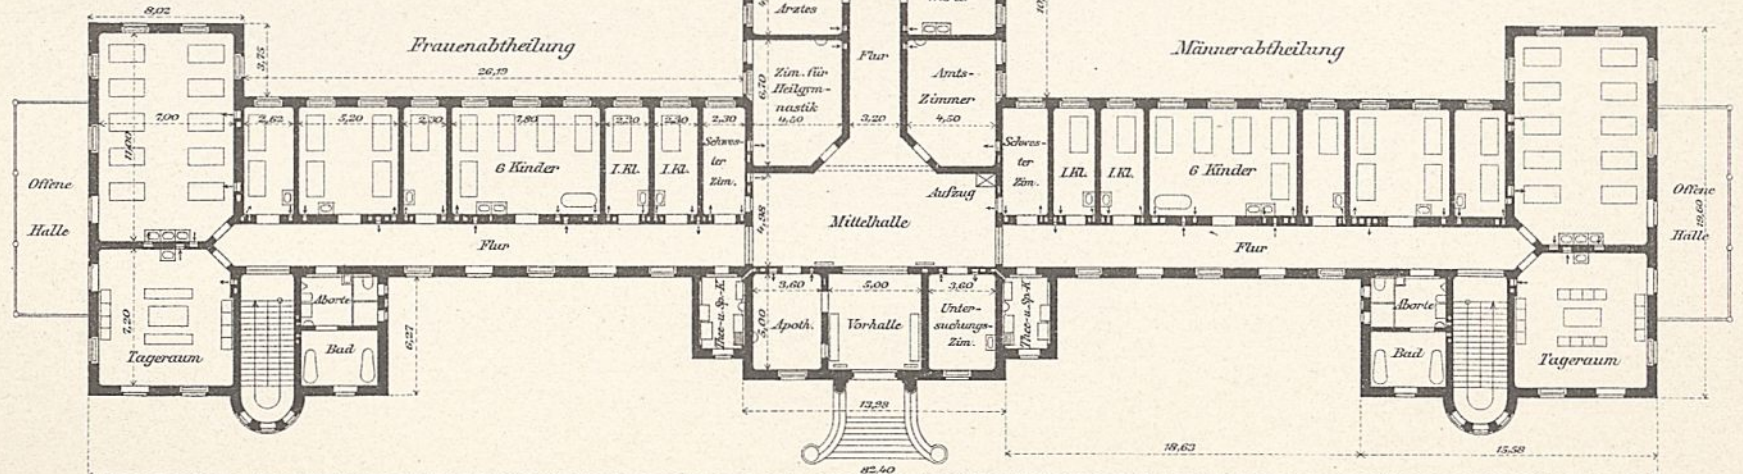 8,02
Arztes
10,
Frauenabtheilung
3,75
26,19
Flur
Männerabtheilung
Zim. für
Heilgym-
nastik
4,50
6,70
Amts-
Zimmer
4,50
3,20
7,90
11,00
2,62
5,20
2,30
7,80
2,30
2,30
2,30
Schwes-
ter
Zim.
6 Kinder
I.Kl.
I.Kl.
Schwes-
ter
Zim.
I.Kl.
I.Kl.
6 Kinder
Offene
Halle
Aufzug
Mittelhalle
4,98
Offene
Halle
19,60
Flur
Flur
7,20
Tageraum
Aborte
Bad
6,27
Thee-u.Sp.-K.
3,60
5,00
Apoth.
5,00
Vorhalle
3,60
Unter-
suchungs-
Zim.
Thee-u.Sp.-K.
Aborte
Bad
Tageraum
13,98
18,63
15,58
82,40